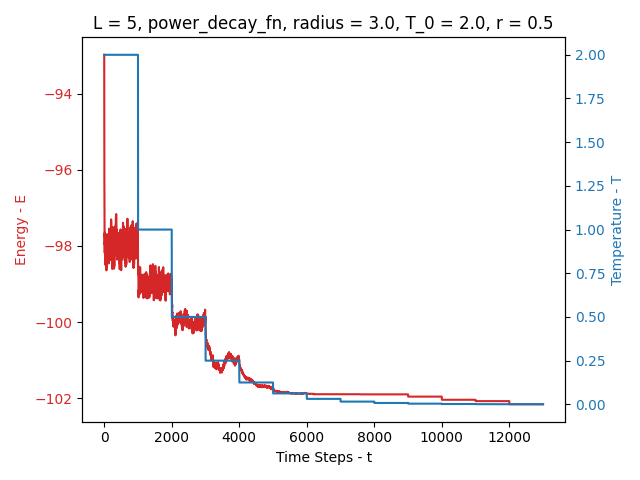 L = 5, power_decay_fn, radius = 3.0, T_0 = 2.0, r = 0.5
Energy - E
−94
−96
−98
−100
−102
2.00
1.75
1.50
1.25
1.00
0.75
0.50
0.25
0.00
Temperature - T
0 2000 4000 6000 8000 10000 12000
Time Steps - t